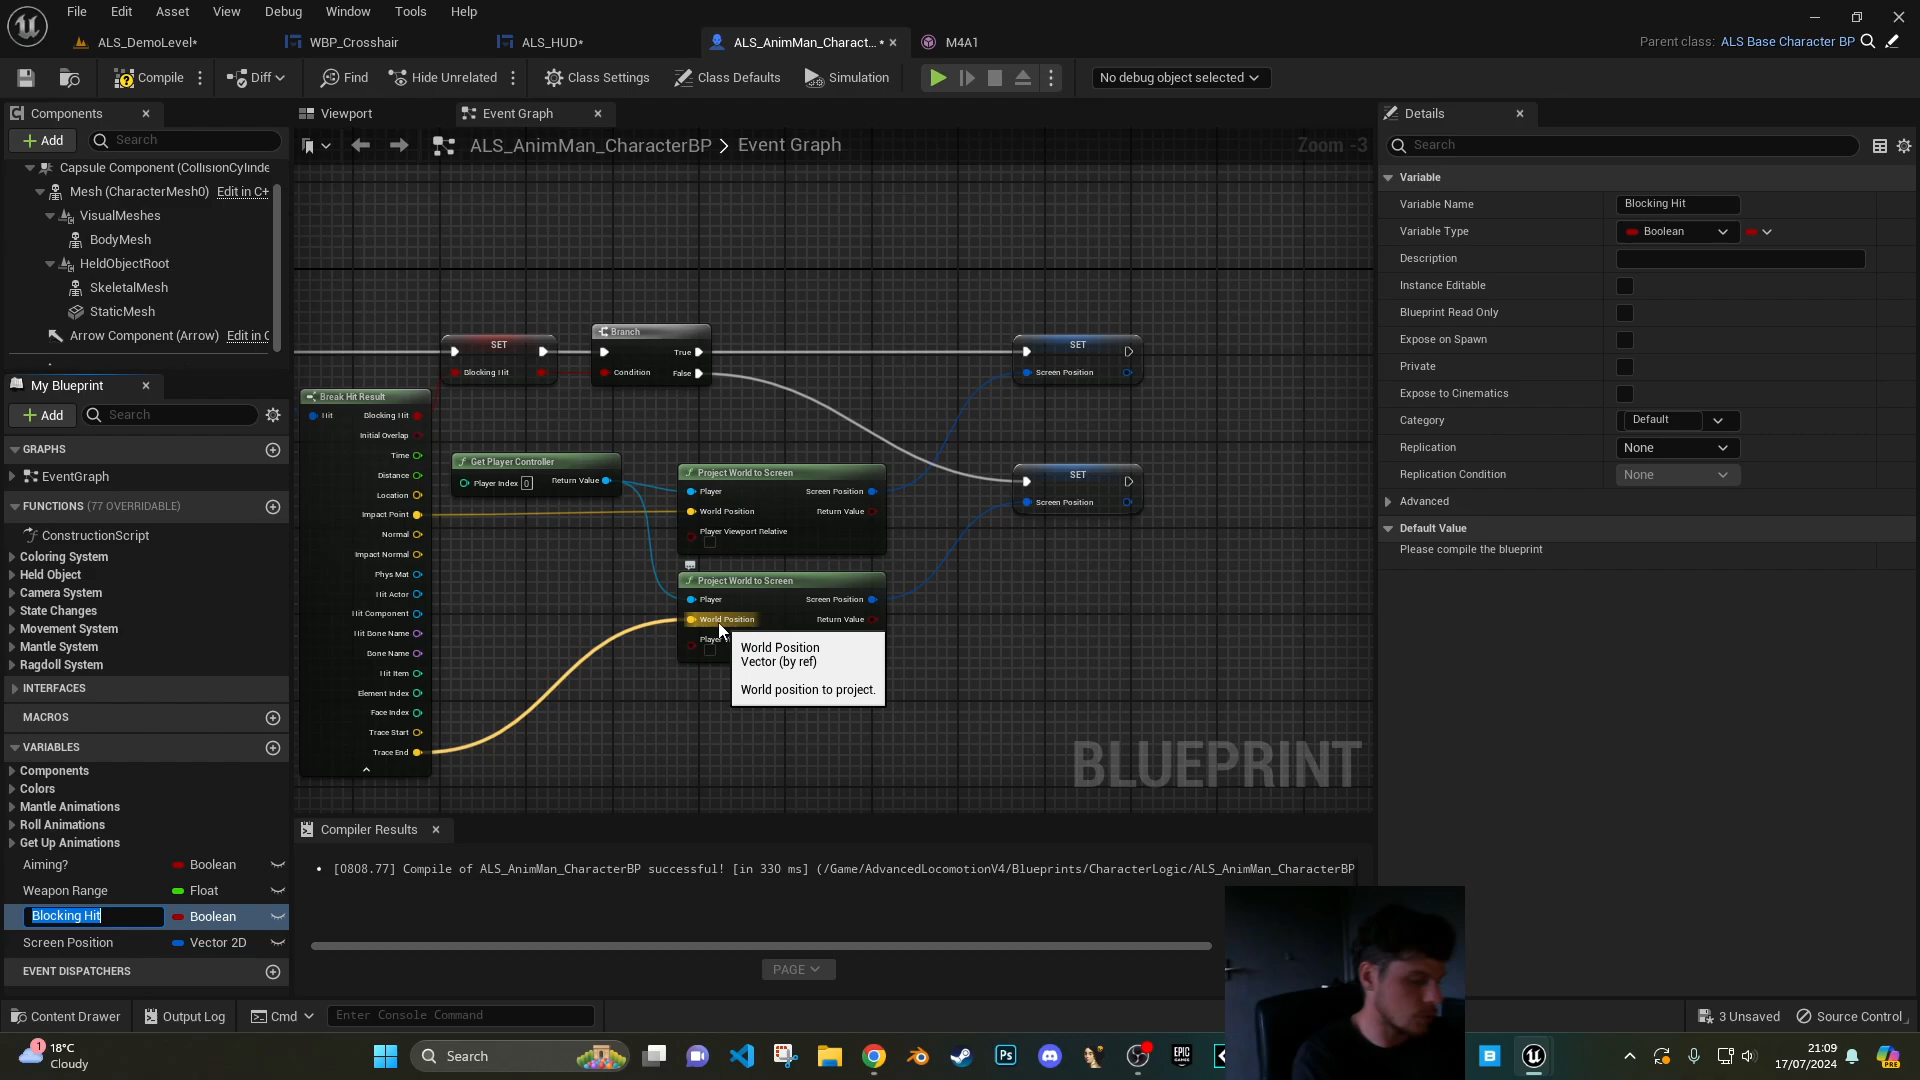 File Edit Asset View Debug Window Tools Help
ALS_DemoLevel* WBP_Crosshair ALS_HUD* ALS_AnimMan_Charact...* M4A1
Parent class: ALS Base Character BP
Compile Diff Find Hide Unrelated Class Settings Class Defaults Simulation No debug object selected
Components Viewport Event Graph Details
Add Search
ALS_AnimMan_CharacterBP > Event Graph
Zoom -3
Search
Capsule Component (CollisionCylinde
Mesh (CharacterMesh0) Edit in C+
VisualMeshes
BodyMesh
HeldObjectRoot
SkeletalMesh
StaticMesh
Arrow Component (Arrow) Edit in C
My Blueprint
Add Search
GRAPHS
EventGraph
FUNCTIONS (77 OVERRIDABLE)
ConstructionScript
Coloring System
Held Object
Camera System
State Changes
Movement System
Mantle System
Ragdoll System
INTERFACES
MACROS
VARIABLES
Components
Colors
Mantle Animations
Roll Animations
Get Up Animations
Aiming? Boolean
Weapon Range Float
Blocking Hit Boolean
Screen Position Vector 2D
EVENT DISPATCHERS
SET
Blocking Hit
Branch
True
Condition False
SET
Screen Position
Break Hit Result
Hit Blocking Hit
Initial Overlap
Time
Distance
Location
Impact Point
Normal
Impact Normal
Phys Mat
Hit Actor
Hit Component
Hit Bone Name
Bone Name
Hit Item
Element Index
Face Index
Trace Start
Trace End
Get Player Controller
Player Index 0 Return Value
Project World to Screen
Player Screen Position
World Position Return Value
Player Viewport Relative
SET
Screen Position
Project World to Screen
Player Screen Position
World Position Return Value
Player Vi
World Position
Vector (by ref)
World position to project.
BLUEPRINT
Compiler Results
[0808.77] Compile of ALS_AnimMan_CharacterBP successful! [in 330 ms] (/Game/AdvancedLocomotionV4/Blueprints/CharacterLogic/ALS_AnimMan_CharacterBP
PAGE
Variable
Variable Name Blocking Hit
Variable Type Boolean
Description
Instance Editable
Blueprint Read Only
Expose on Spawn
Private
Expose to Cinematics
Category Default
Replication None
Replication Condition None
Advanced
Default Value
Please compile the blueprint
Content Drawer Output Log Cmd Enter Console Command 3 Unsaved Source Control
1 18°C
Cloudy
Search
Ps
EPIC GAMES
B
21:09
17/07/2024
PRE